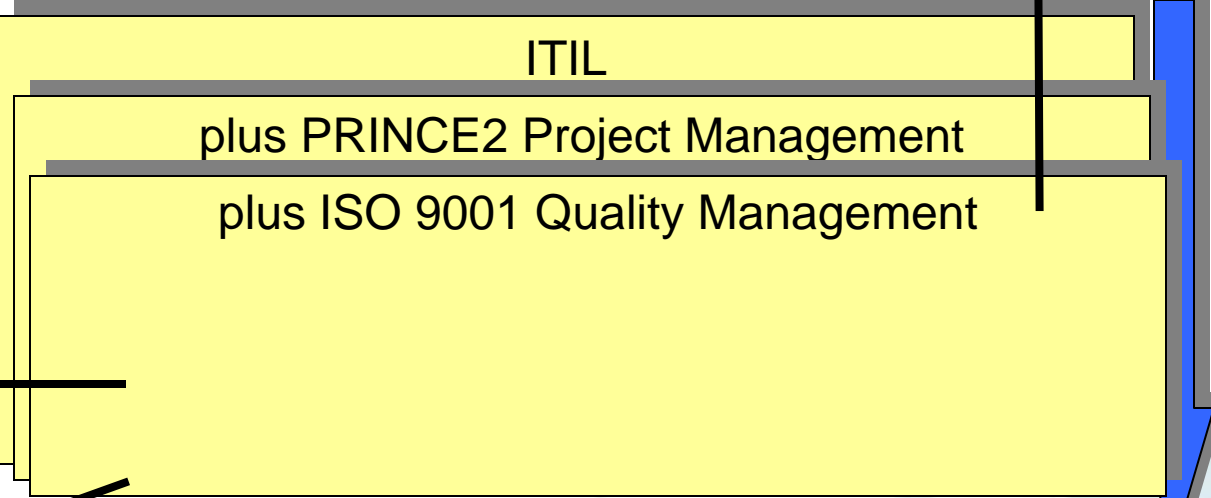 ITIL
plus PRINCE2 Project Management
plus ISO 9001 Quality Management